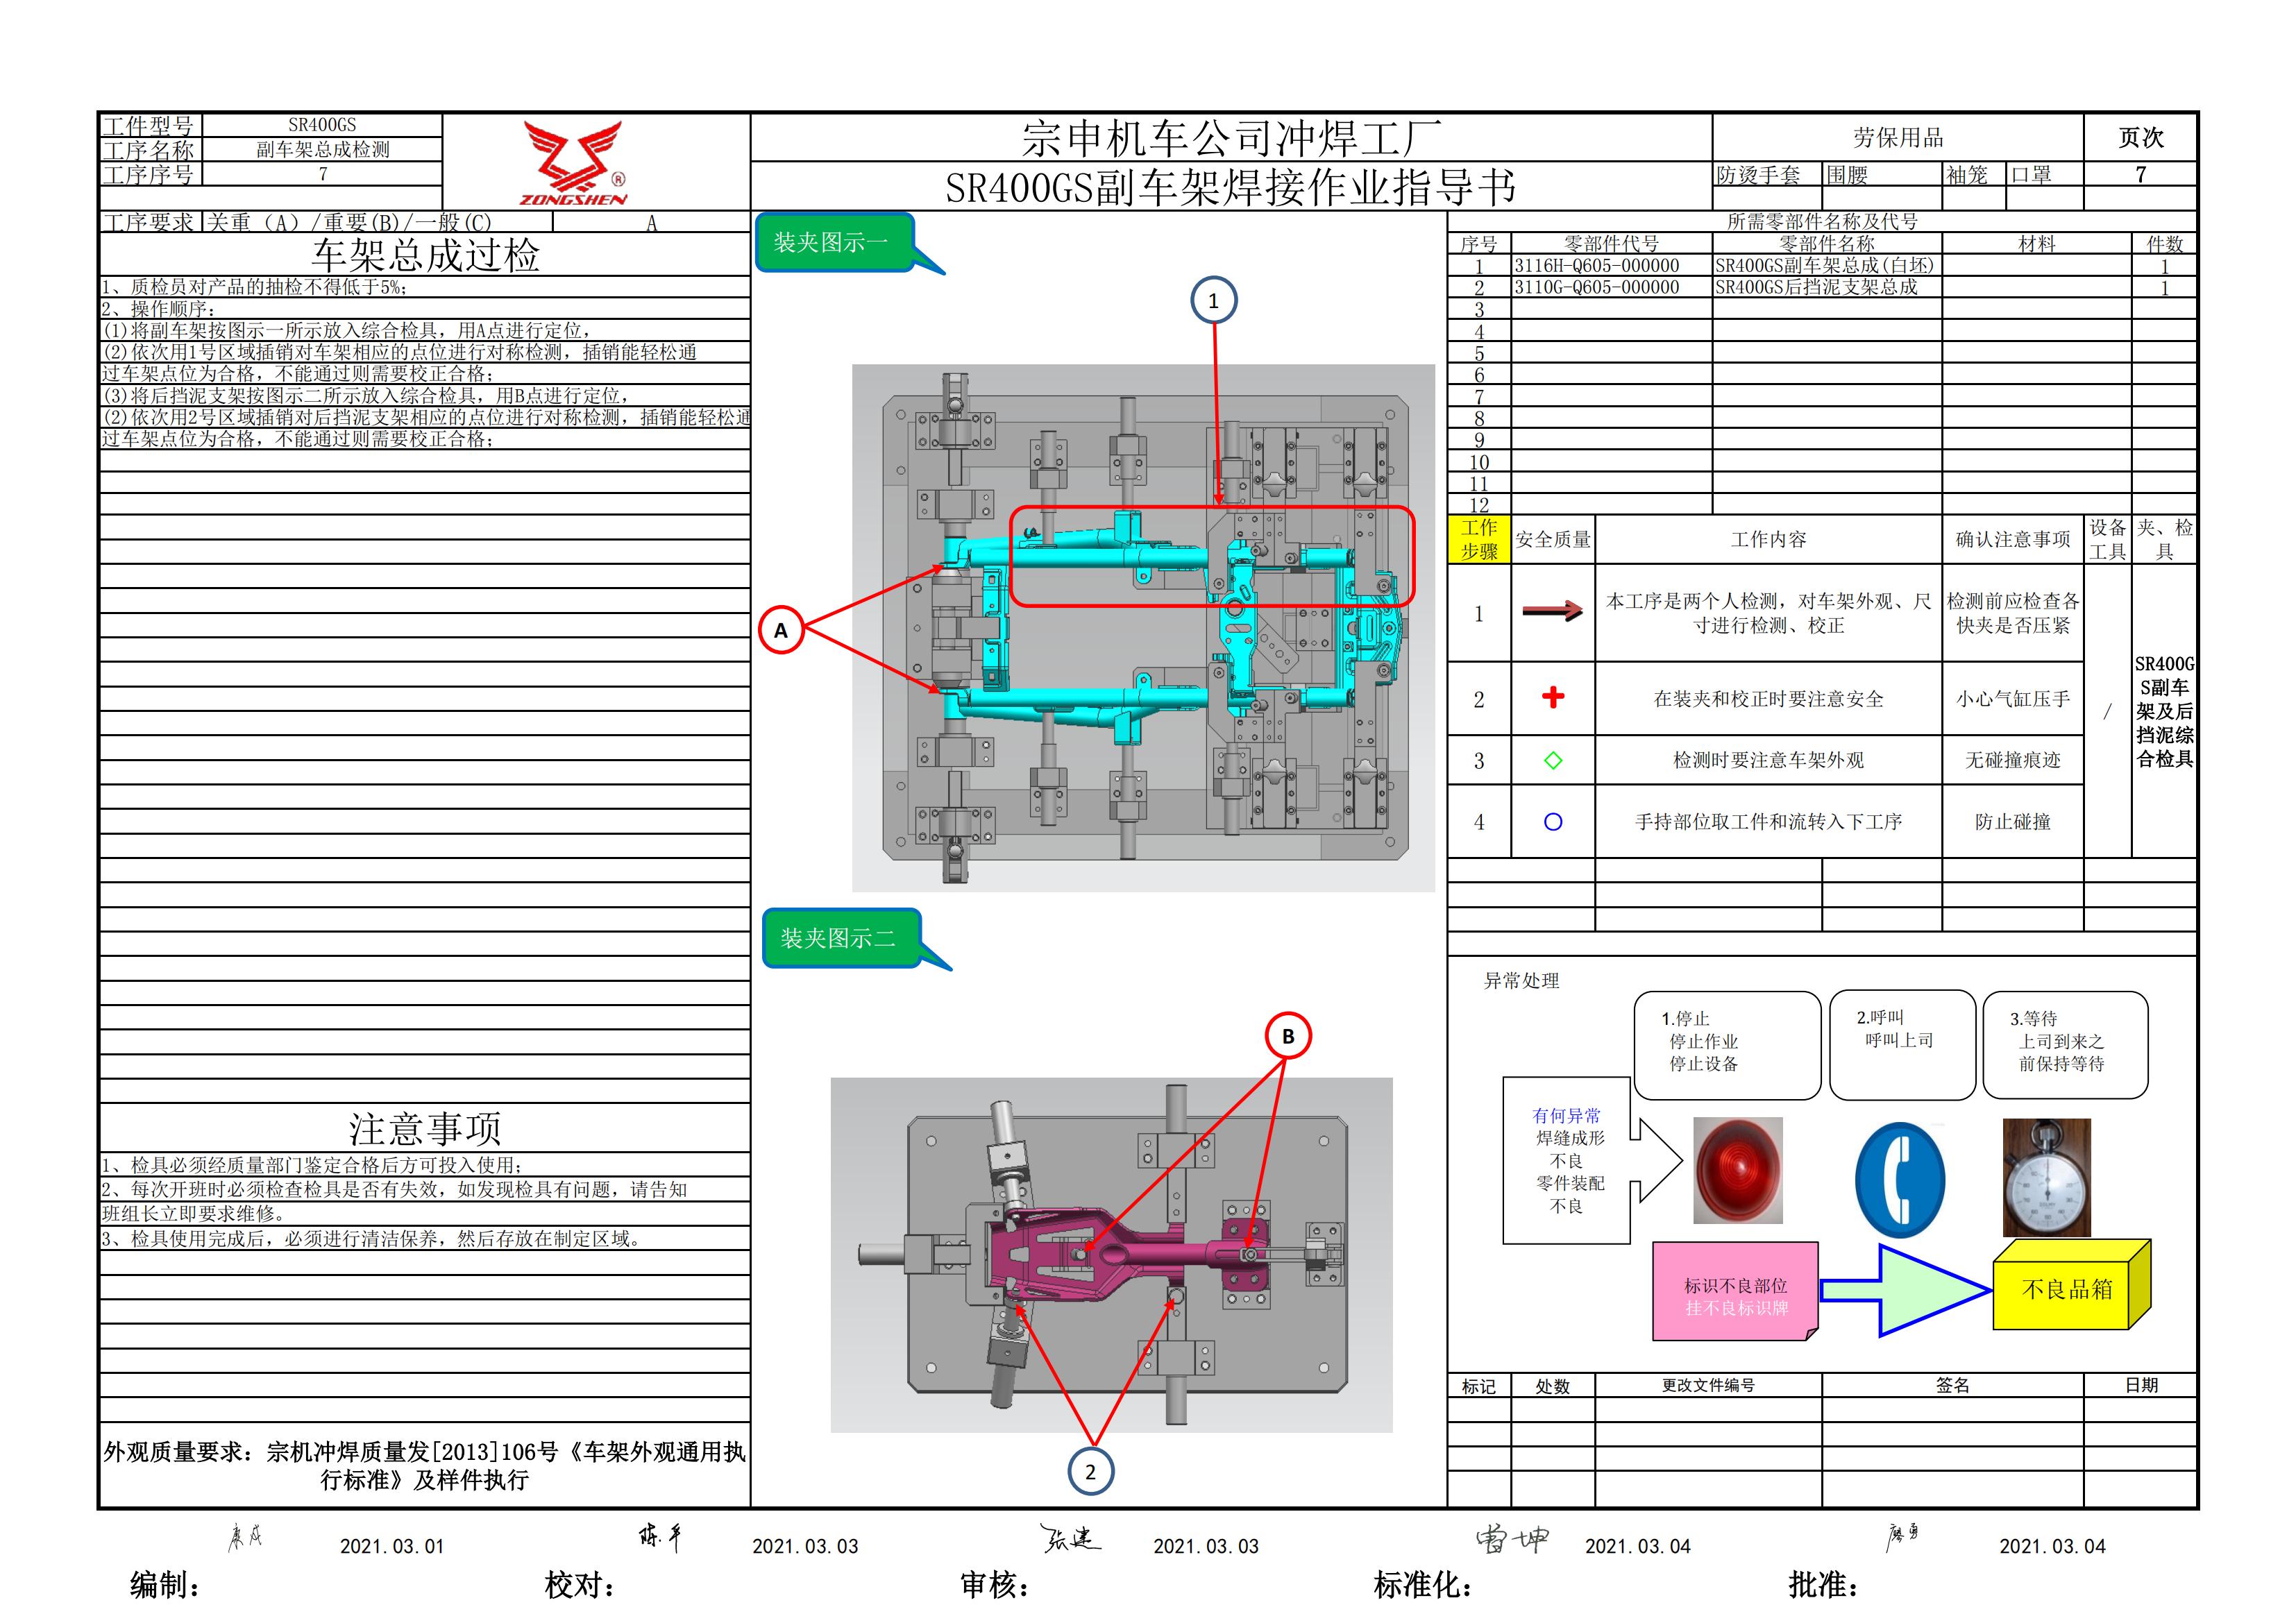 工件型号 SR400GS
工序名称 副车架总成检测
工序序号 7
ZONGSHEN ®
宗申机车公司冲焊工厂
SR400GS副车架焊接作业指导书
劳保用品 页次
防烫手套 围腰 袖笼 口罩 7
工序要求 关重（A）/重要(B)/一般(C) A
车架总成过检
1、质检员对产品的抽检不得低于5%;
2、操作顺序:
(1)将副车架按图示一所示放入综合检具，用A点进行定位，
(2)依次用1号区域插销对车架相应的点位进行对称检测，插销能轻松通
过车架点位为合格，不能通过则需要校正合格;
(3)将后挡泥支架按图示二所示放入综合检具，用B点进行定位，
(2)依次用2号区域插销对后挡泥支架相应的点位进行对称检测，插销能轻松通
过车架点位为合格，不能通过则需要校正合格;
注意事项
1、检具必须经质量部门鉴定合格后方可投入使用;
2、每次开班时必须检查检具是否有失效，如发现检具有问题，请告知
班组长立即要求维修。
3、检具使用完成后，必须进行清洁保养，然后存放在制定区域。
外观质量要求：宗机冲焊质量发[2013]106号《车架外观通用执
行标准》及样件执行
装夹图示一
1
A
装夹图示二
B
2
所需零部件名称及代号
序号 零部件代号 零部件名称 材料 件数
1 3116H-Q605-000000 SR400GS副车架总成(白坯) 1
2 3110G-Q605-000000 SR400GS后挡泥支架总成 1
3
4
5
6
7
8
9
10
11
12
工作
步骤
安全质量 工作内容 确认注意事项
设备
工具
夹、检
具
1
本工序是两个人检测，对车架外观、尺
寸进行检测、校正
检测前应检查各
快夹是否压紧
2 在装夹和校正时要注意安全 小心气缸压手
3 检测时要注意车架外观 无碰撞痕迹
4 手持部位取工件和流转入下工序 防止碰撞
/
SR400G
S副车
架及后
挡泥综
合检具
异常处理
1.停止
停止作业
停止设备
2.呼叫
呼叫上司
3.等待
上司到来之
前保持等待
有何异常
焊缝成形
不良
零件装配
不良
标识不良部位
挂不良标识牌
不良品箱
标记 处数 更改文件编号 签名 日期
2021.03.01 2021.03.03 张建 2021.03.03 雷坤 2021.03.04 廖勇 2021.03.04
编制: 校对: 审核: 标准化: 批准: